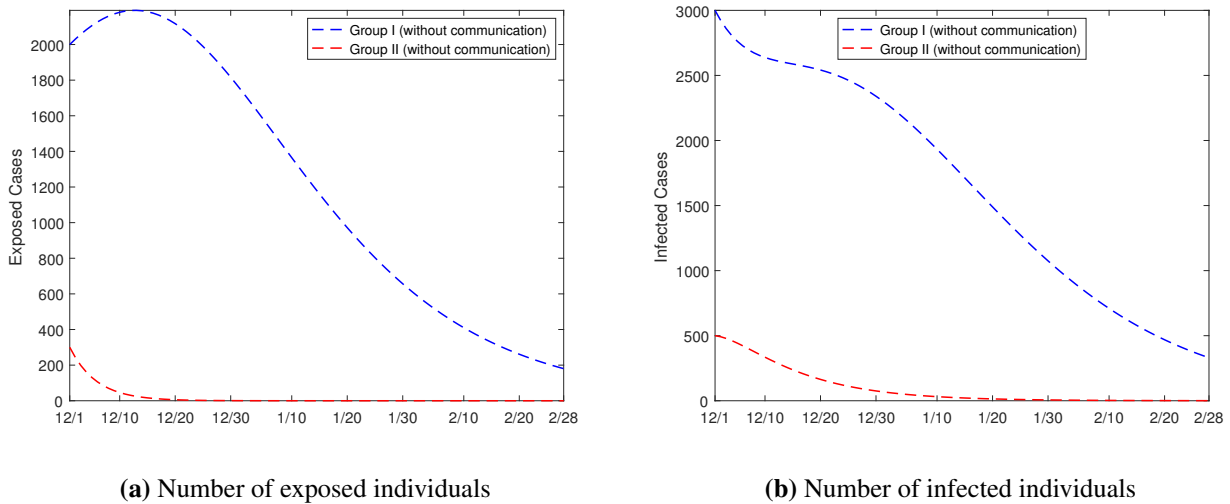 Group I (without communication)
Group II (without communication)
Exposed Cases
2000
1800
1600
1400
1200
1000
800
600
400
200
0
12/1 12/10 12/20 12/30 1/10 1/20 1/30 2/10 2/20 2/28
(a) Number of exposed individuals
Group I (without communication)
Group II (without communication)
Infected Cases
3000
2500
2000
1500
1000
500
0
12/1 12/10 12/20 12/30 1/10 1/20 1/30 2/10 2/20 2/28
(b) Number of infected individuals